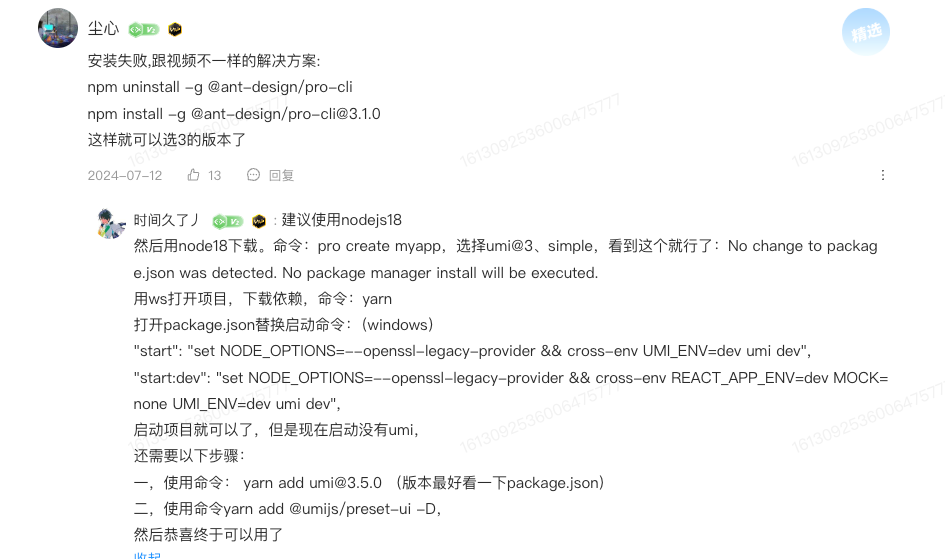 尘心 V2
精选
安装失败,跟视频不一样的解决方案:
npm uninstall -g @ant-design/pro-cli
npm install -g @ant-design/pro-cli@3.1.0
这样就可以选3的版本了
2024-07-12 13 回复
时间久了丿 V2 : 建议使用nodejs18
然后用node18下载。命令：pro create myapp，选择umi@3、simple，看到这个就行了：No change to packag
e.json was detected. No package manager install will be executed.
用ws打开项目，下载依赖，命令：yarn
打开package.json替换启动命令：（windows）
"start": "set NODE_OPTIONS=--openssl-legacy-provider && cross-env UMI_ENV=dev umi dev",
"start:dev": "set NODE_OPTIONS=--openssl-legacy-provider && cross-env REACT_APP_ENV=dev MOCK=
none UMI_ENV=dev umi dev",
启动项目就可以了，但是现在启动没有umi，
还需要以下步骤：
一，使用命令： yarn add umi@3.5.0 （版本最好看一下package.json）
二，使用命令yarn add @umijs/preset-ui -D，
然后恭喜终于可以用了
收起